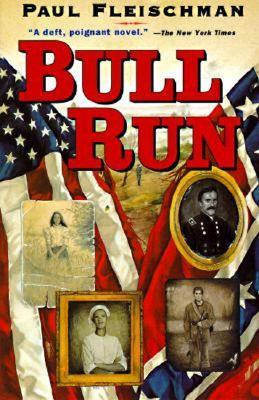 PAUL FLEISCHMAN
"A deft, poignant novel." —The New York Times
BULL
RUN